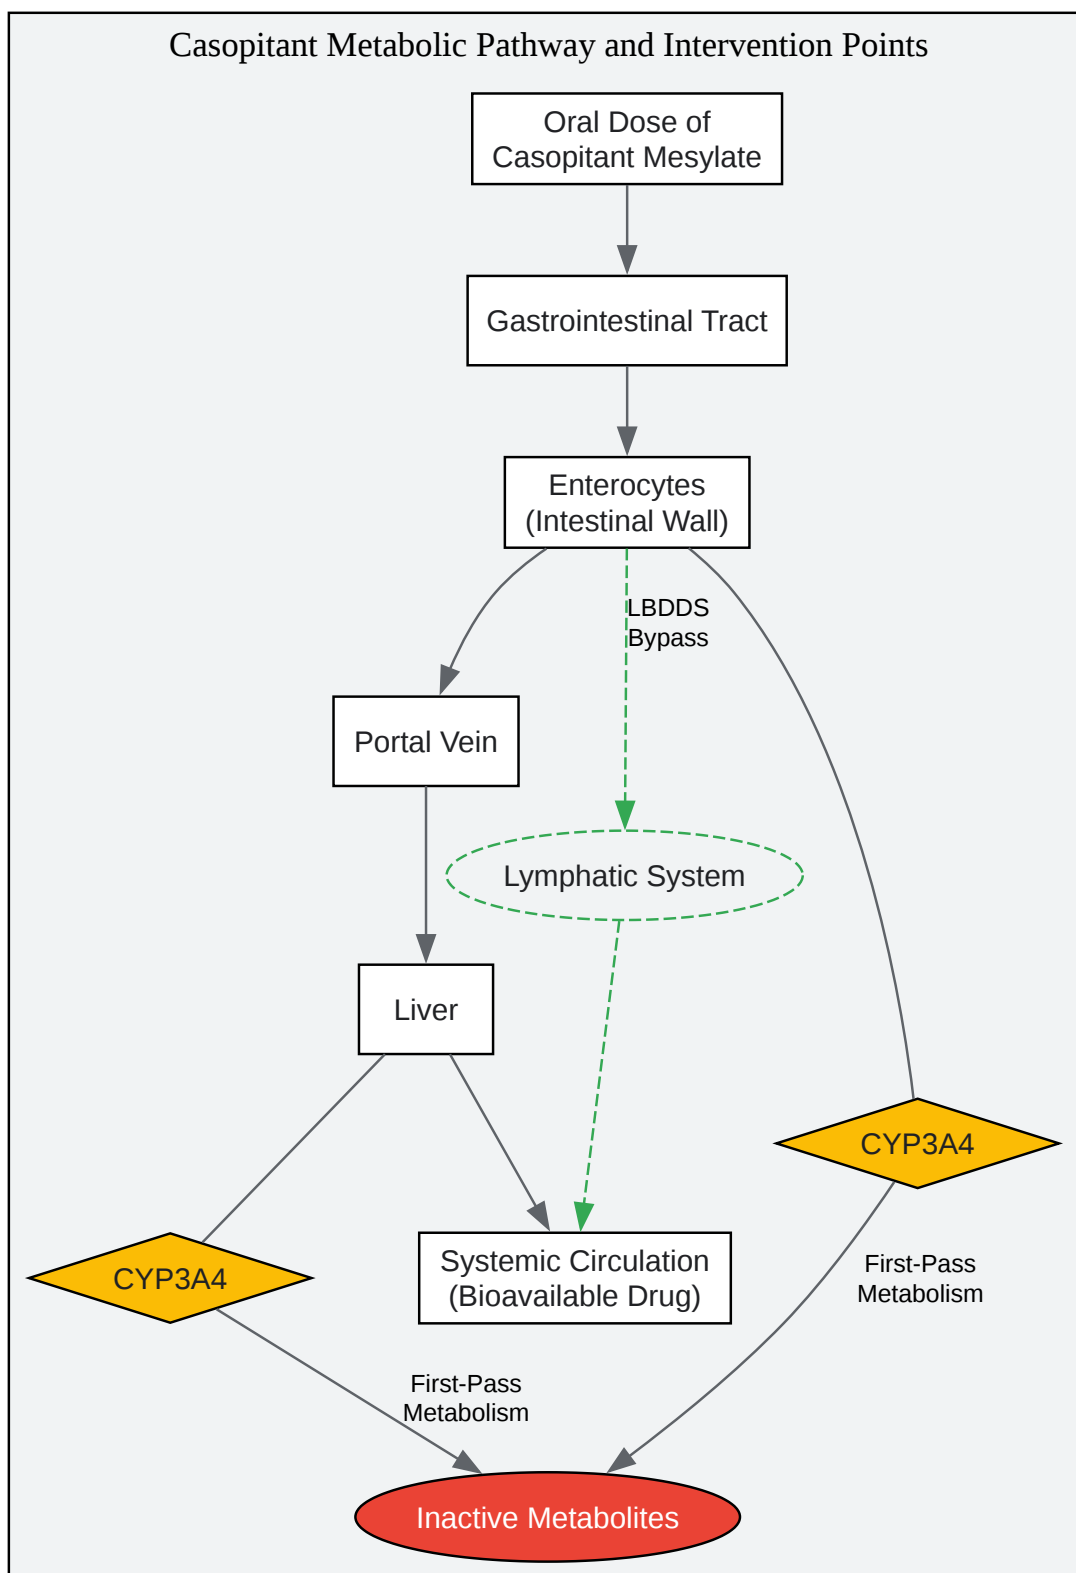 Casopitant Metabolic Pathway and Intervention Points
Oral Dose of
Casopitant Mesylate
Gastrointestinal Tract
Enterocytes
(Intestinal Wall)
LBDDS
Bypass
Portal Vein
Lymphatic System
Liver
CYP3A4
Systemic Circulation
(Bioavailable Drug)
CYP3A4
First-Pass
Metabolism
First-Pass
Metabolism
Inactive Metabolites